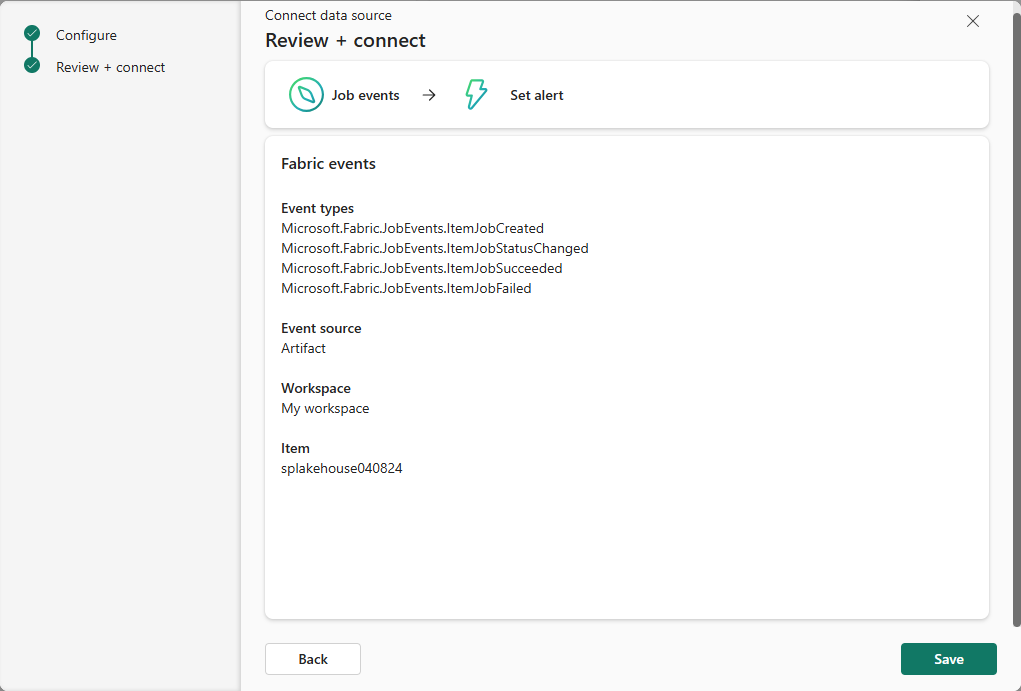 Configure
Review + connect
Connect data source
Review + connect
Job events
Set alert
Fabric events
Event types
Microsoft.Fabric.JobEvents.ItemJobCreated
Microsoft.Fabric.JobEvents.ItemJobStatusChanged
Microsoft.Fabric.JobEvents.ItemJobSucceeded
Microsoft.Fabric.JobEvents.ItemJobFailed
Event source
Artifact
Workspace
My workspace
Item
splakehouse040824
Back
Save